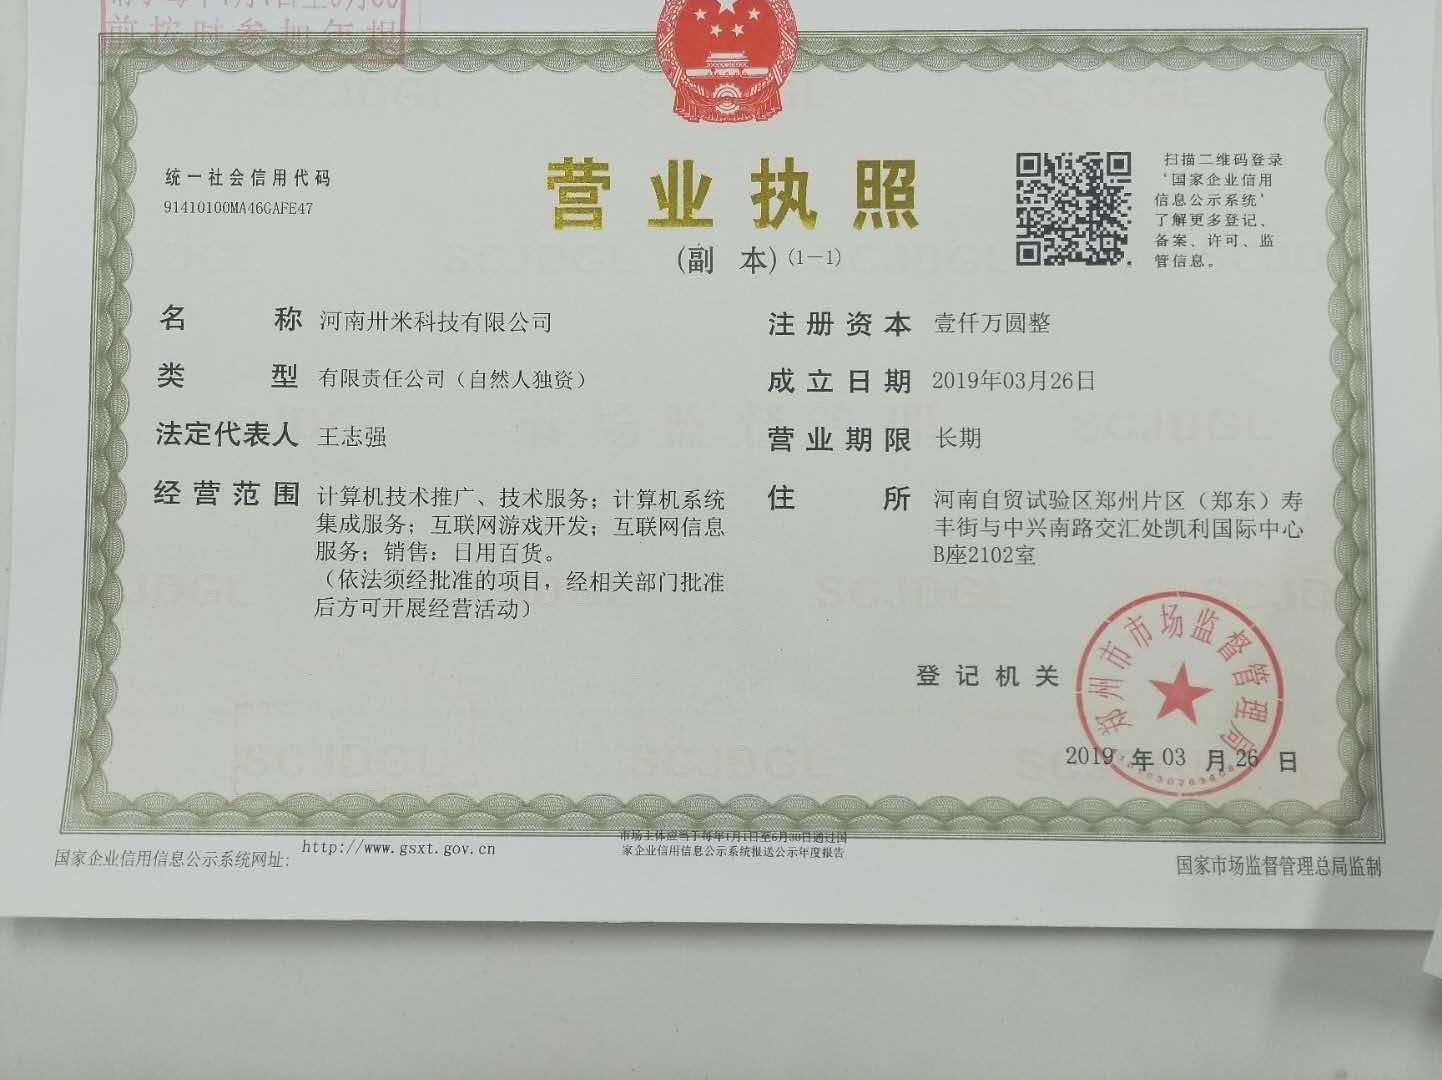 请于每年1月1日至6月30
前按时参加年报
统一社会信用代码
91410100MA46GAFE47
营业执照
(副 本)(1-1)
扫描二维码登录
‘国家企业信用
信息公示系统’
了解更多登记、
备案、许可、监
管信息。
名 称 河南卅米科技有限公司
类 型 有限责任公司（自然人独资）
法定代表人 王志强
经营范围 计算机技术推广、技术服务；计算机系统
集成服务；互联网游戏开发；互联网信息
服务；销售：日用百货。
（依法须经批准的项目，经相关部门批准
后方可开展经营活动）
注册资本 壹仟万圆整
成立日期 2019年03月26日
营业期限 长期
住 所 河南自贸试验区郑州片区（郑东）寿
丰街与中兴南路交汇处凯利国际中心
B座2102室
登记机关
郑州市市场监督管理局
2019 年 03 月 26 日
国家企业信用信息公示系统网址: http://www.gsxt.gov.cn
市场主体应当于每年1月1日至6月30日通过国
家企业信用信息公示系统报送公示年度报告
国家市场监督管理总局监制
SCJDGL